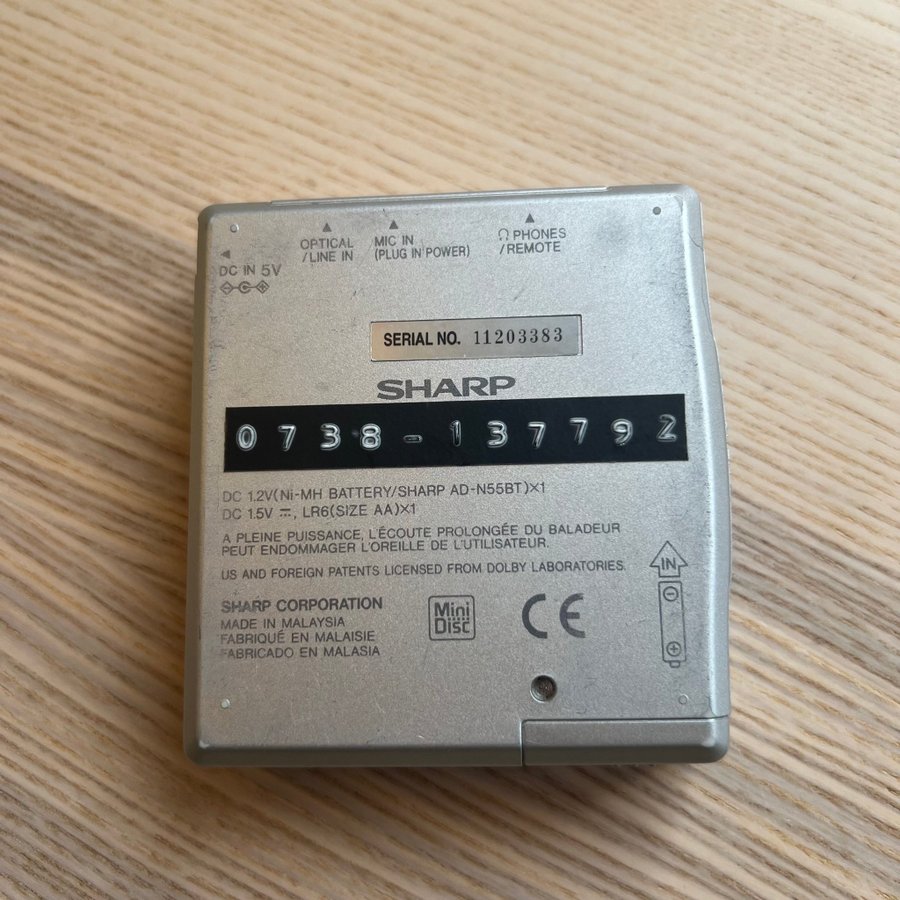 OPTICAL
/LINE IN
MIC IN
(PLUG IN POWER)
PHONES
/REMOTE
DC IN 5V
SERIAL NO. 11203383
SHARP
0738-137792
DC 1.2V(Ni-MH BATTERY/SHARP AD-N55BT)×1
DC 1.5V ⎓, LR6(SIZE AA)×1
A PLEINE PUISSANCE, L'ÉCOUTE PROLONGÉE DU BALADEUR
PEUT ENDOMMAGER L'OREILLE DE L'UTILISATEUR.
US AND FOREIGN PATENTS LICENSED FROM DOLBY LABORATORIES.
IN
SHARP CORPORATION
MADE IN MALAYSIA
FABRIQUÉ EN MALAISIE
FABRICADO EN MALASIA
Mini
Disc
CE